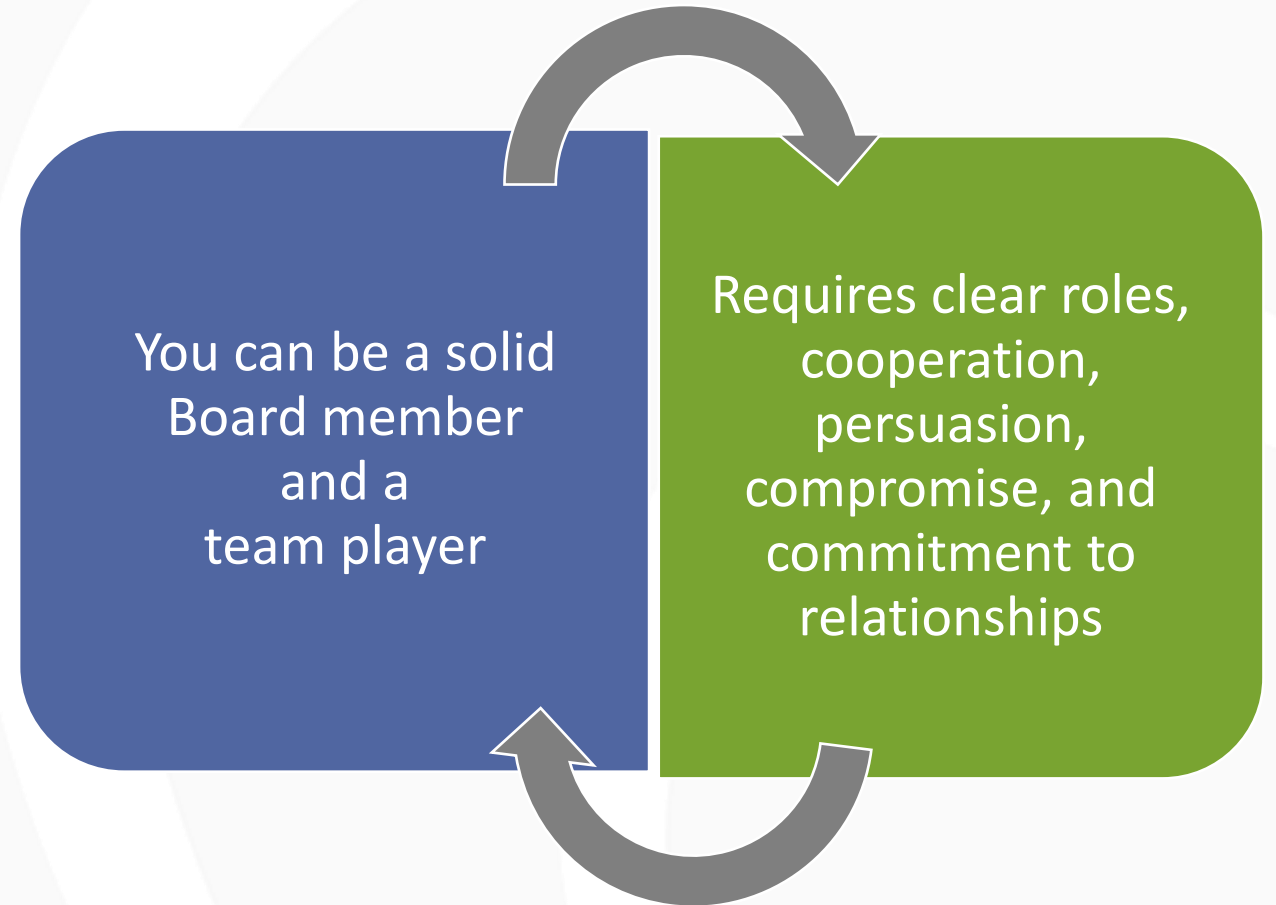 You can be a solid
Board member
and a
team player
Requires clear roles,
cooperation,
persuasion,
compromise, and
commitment to
relationships